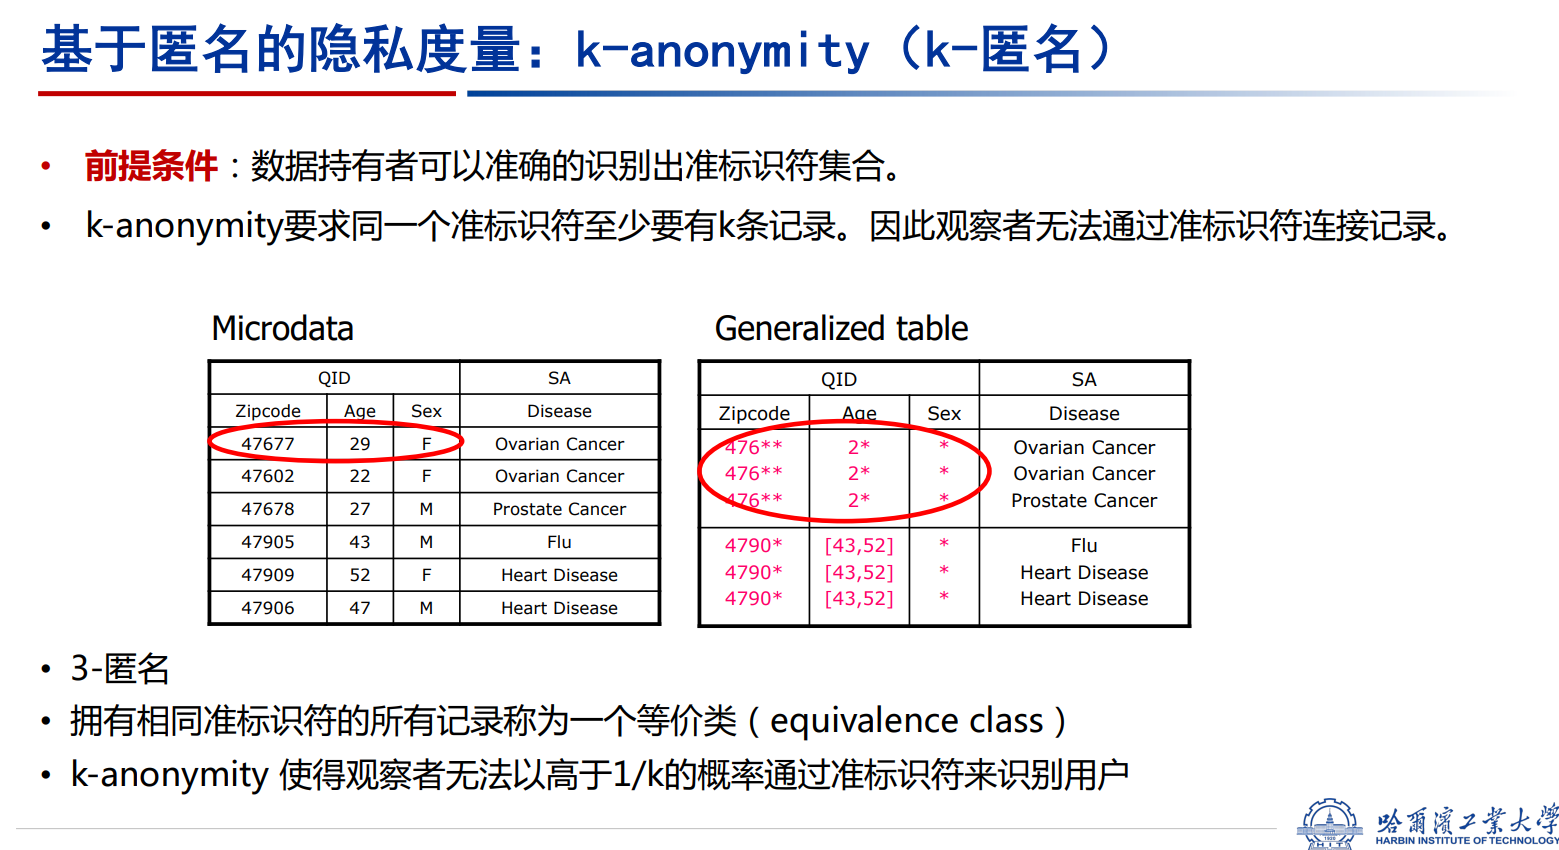 基于匿名的隐私度量：k-anonymity（k-匿名）
• 前提条件：数据持有者可以准确的识别出准标识符集合。
• k-anonymity要求同一个准标识符至少要有k条记录。因此观察者无法通过准标识符连接记录。
Microdata
QID SA
Zipcode Age Sex Disease
47677 29 F Ovarian Cancer
47602 22 F Ovarian Cancer
47678 27 M Prostate Cancer
47905 43 M Flu
47909 52 F Heart Disease
47906 47 M Heart Disease
Generalized table
QID SA
Zipcode Age Sex Disease
476** 2* * Ovarian Cancer
476** 2* * Ovarian Cancer
476** 2* * Prostate Cancer
4790* [43,52] * Flu
4790* [43,52] * Heart Disease
4790* [43,52] * Heart Disease
• 3-匿名
• 拥有相同准标识符的所有记录称为一个等价类（equivalence class）
• k-anonymity 使得观察者无法以高于1/k的概率通过准标识符来识别用户
1920
HIT
哈爾濱工業大學
HARBIN INSTITUTE OF TECHNOLOGY